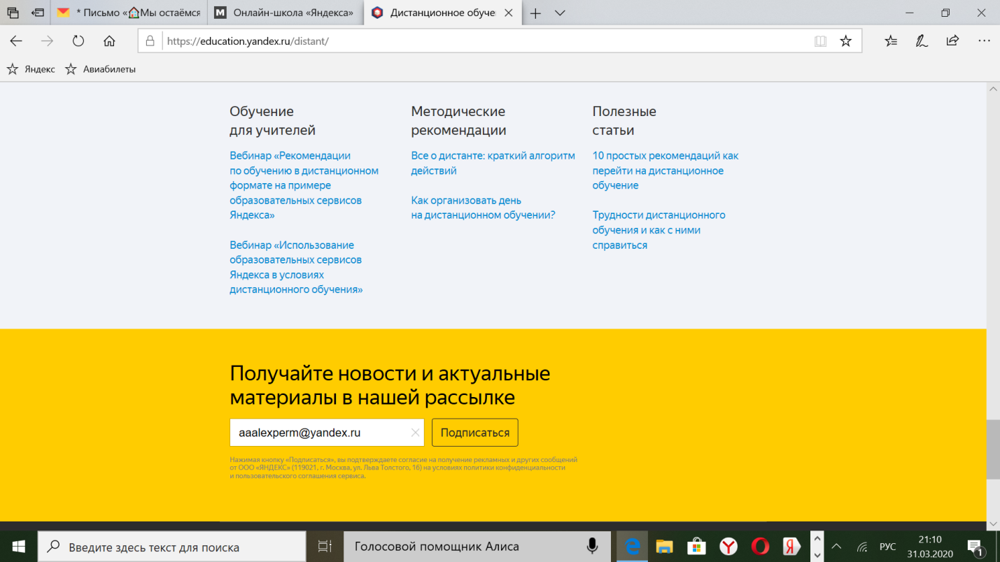 * Письмо «🏠Мы остаёмся
Онлайн-школа «Яндекса»
Дистанционное обуче
https://education.yandex.ru/distant/
Яндекс
Авиабилеты
Обучение
для учителей
Вебинар «Рекомендации
по обучению в дистанционном
формате на примере
образовательных сервисов
Яндекса»
Вебинар «Использование
образовательных сервисов
Яндекса в условиях
дистанционного обучения»
Методические
рекомендации
Все о дистанте: краткий алгоритм
действий
Как организовать день
на дистанционном обучении?
Полезные
статьи
10 простых рекомендаций как
перейти на дистанционное
обучение
Трудности дистанционного
обучения и как с ними
справиться
Получайте новости и актуальные
материалы в нашей рассылке
aaalexperm@yandex.ru
Подписаться
Нажимая кнопку «Подписаться», вы подтверждаете согласие на получение рекламных и других сообщений
от ООО «ЯНДЕКС» (119021, г. Москва, ул. Льва Толстого, 16) на условиях политики конфиденциальности
и пользовательского соглашения сервиса.
Введите здесь текст для поиска
Голосовой помощник Алиса
РУС
21:10
31.03.2020
1